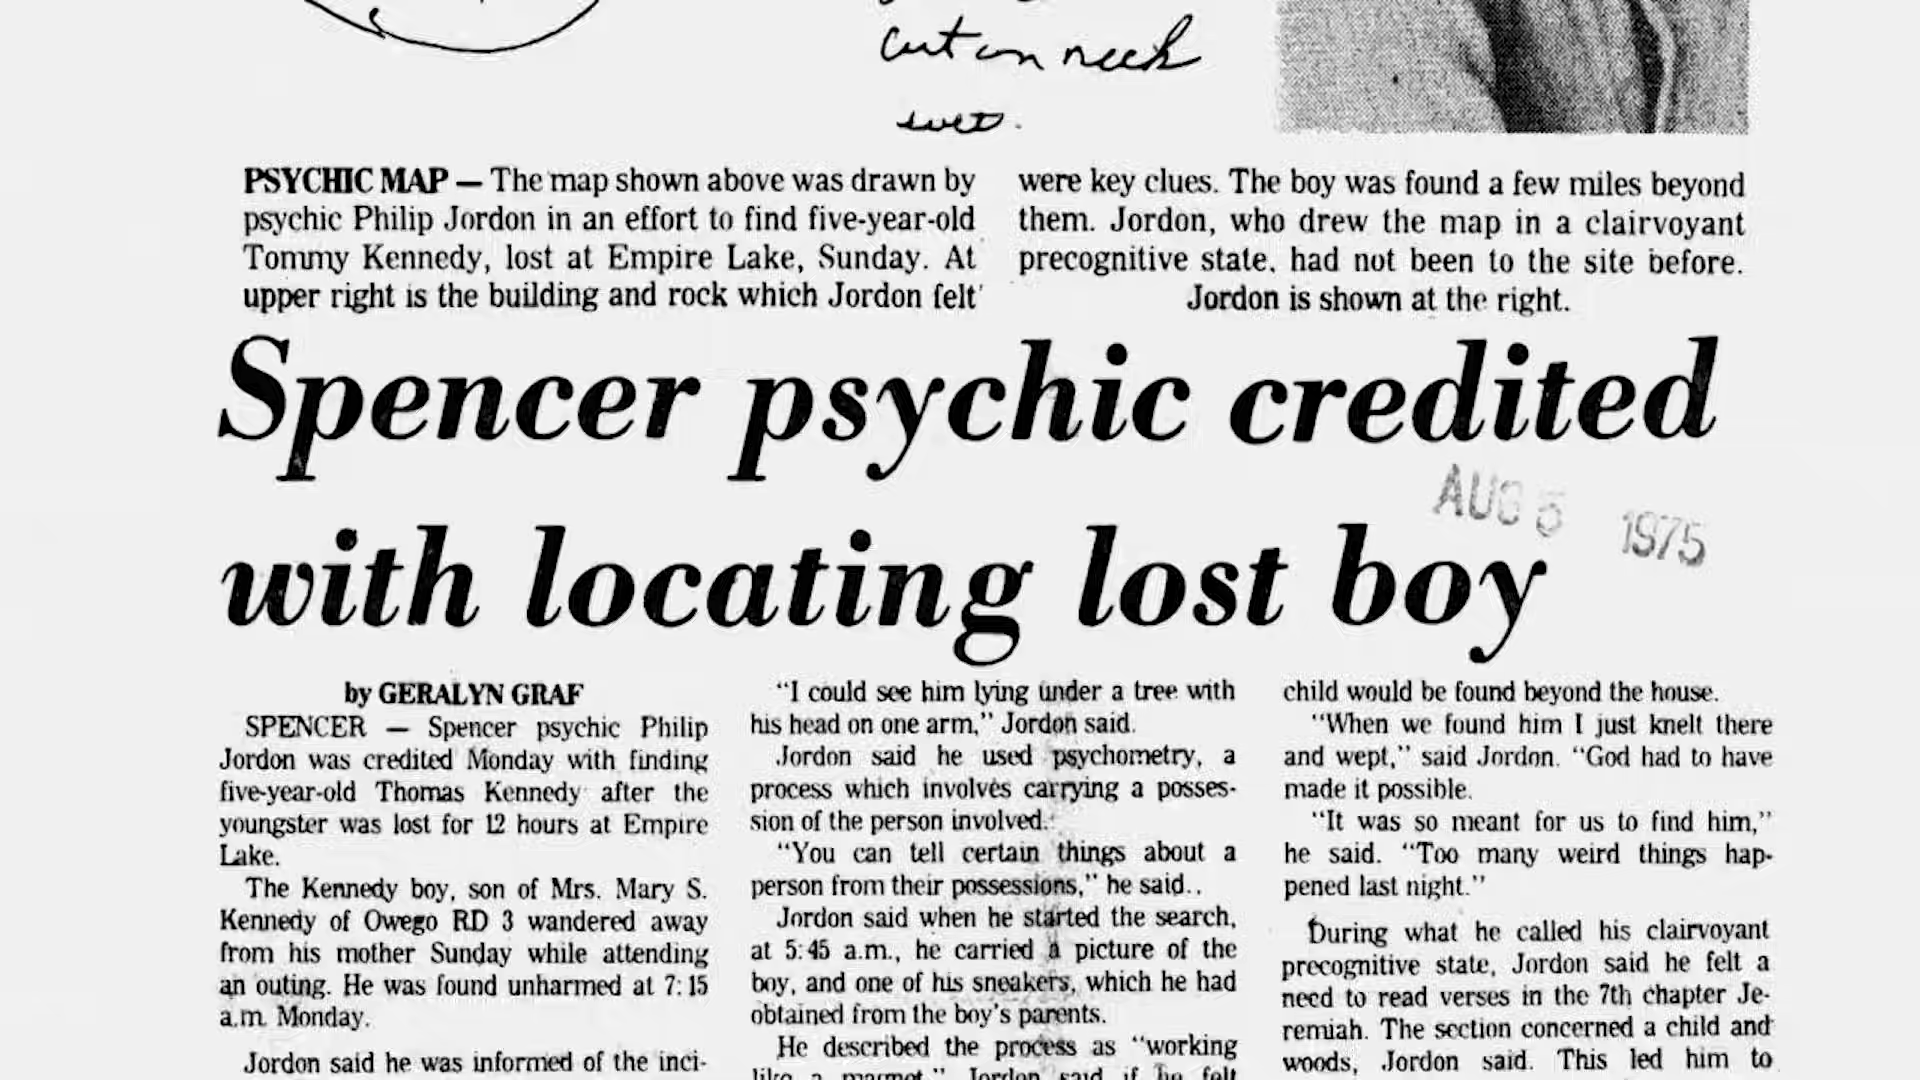 cut on neck
PSYCHIC MAP — The map shown above was drawn by
psychic Philip Jordon in an effort to find five-year-old
Tommy Kennedy, lost at Empire Lake, Sunday. At
upper right is the building and rock which Jordon felt
were key clues. The boy was found a few miles beyond
them. Jordon, who drew the map in a clairvoyant
precognitive state, had not been to the site before.
Jordon is shown at the right.
Spencer psychic credited
with locating lost boy
AUG 5 1975
by GERALYN GRAF
SPENCER — Spencer psychic Philip
Jordon was credited Monday with finding
five-year-old Thomas Kennedy after the
youngster was lost for 12 hours at Empire
Lake.
The Kennedy boy, son of Mrs. Mary S.
Kennedy of Owego RD 3 wandered away
from his mother Sunday while attending
an outing. He was found unharmed at 7:15
a.m. Monday.
Jordon said he was informed of the inci-
"I could see him lying under a tree with
his head on one arm," Jordon said.
Jordon said he used psychometry, a
process which involves carrying a posses-
sion of the person involved.
"You can tell certain things about a
person from their possessions," he said..
Jordon said when he started the search,
at 5:45 a.m., he carried a picture of the
boy, and one of his sneakers, which he had
obtained from the boy's parents.
He described the process as "working
like a magnet," Jordon said if he felt
child would be found beyond the house.
"When we found him I just knelt there
and wept," said Jordon. "God had to have
made it possible.
"It was so meant for us to find him,"
he said. "Too many weird things hap-
pened last night."
During what he called his clairvoyant
precognitive state, Jordon said he felt a
need to read verses in the 7th chapter Je-
remiah. The section concerned a child and
woods, Jordon said. This led him to